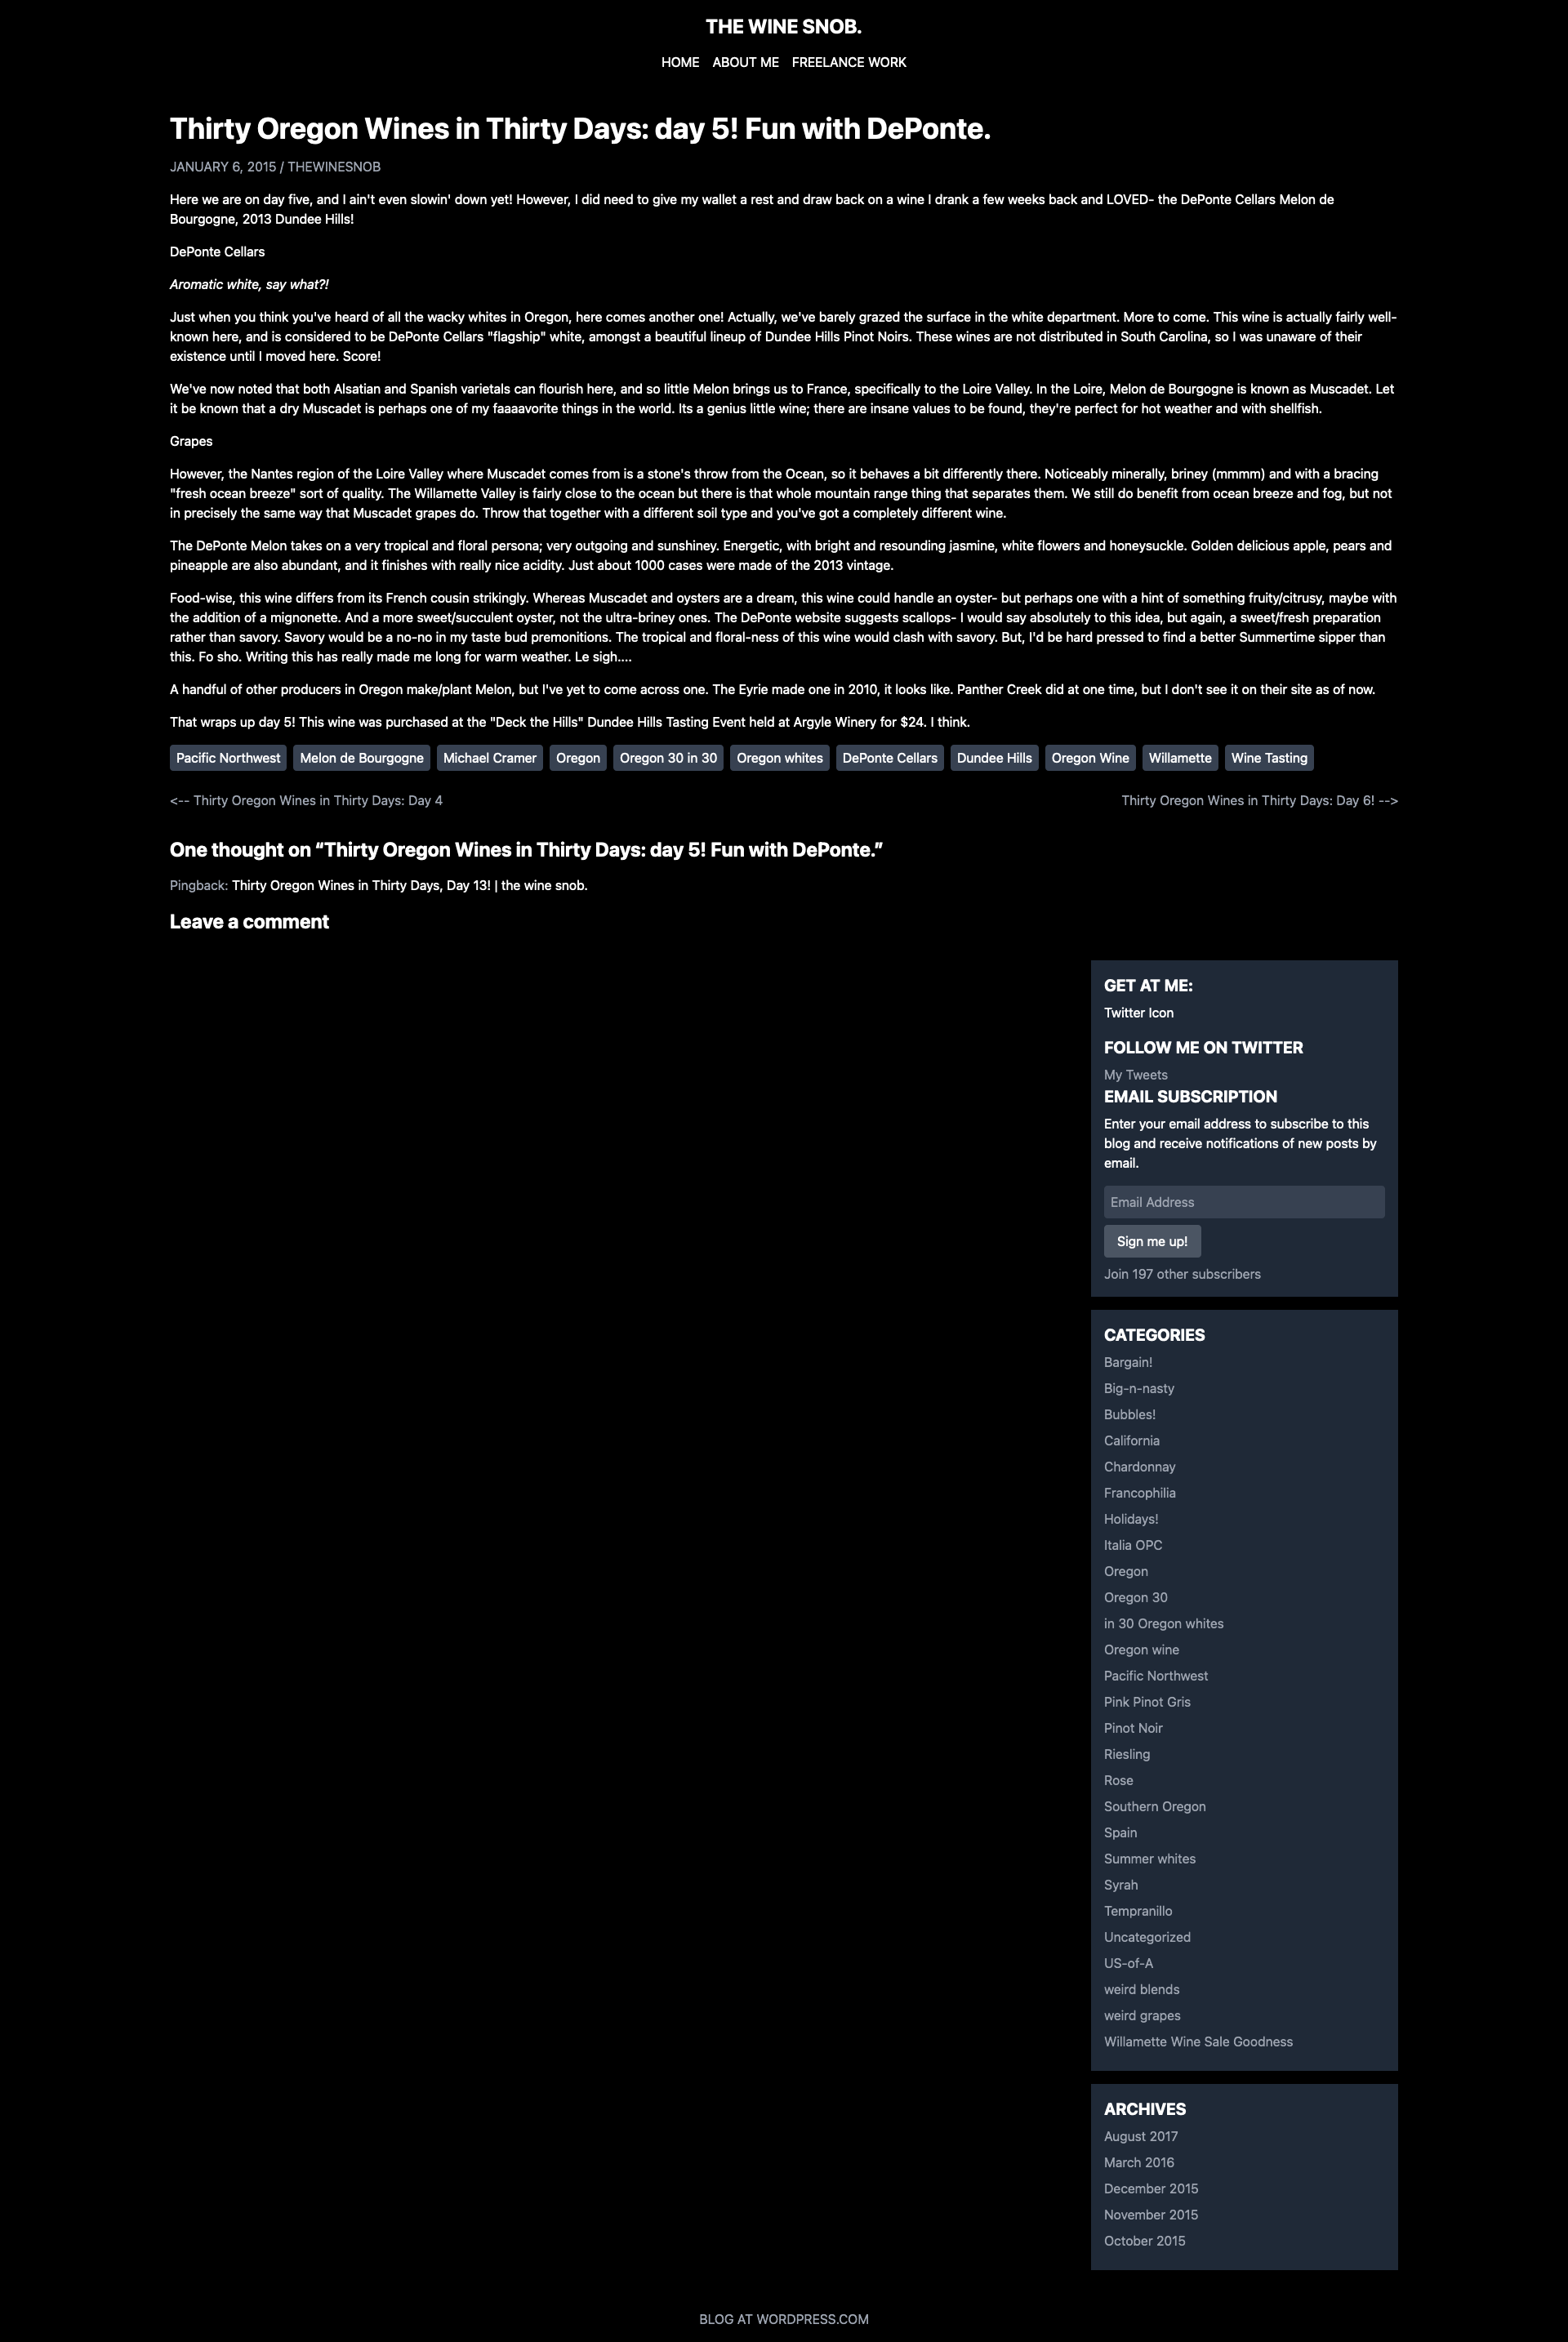 THE WINE SNOB.
HOME ABOUT ME FREELANCE WORK
Thirty Oregon Wines in Thirty Days: day 5! Fun with DePonte.
JANUARY 6, 2015 / THEWINESNOB
Here we are on day five, and I ain't even slowin' down yet! However, I did need to give my wallet a rest and draw back on a wine I drank a few weeks back and LOVED- the DePonte Cellars Melon de
Bourgogne, 2013 Dundee Hills!
DePonte Cellars
Aromatic white, say what?!
Just when you think you've heard of all the wacky whites in Oregon, here comes another one! Actually, we've barely grazed the surface in the white department. More to come. This wine is actually fairly well-
known here, and is considered to be DePonte Cellars "flagship" white, amongst a beautiful lineup of Dundee Hills Pinot Noirs. These wines are not distributed in South Carolina, so I was unaware of their
existence until I moved here. Score!
We've now noted that both Alsatian and Spanish varietals can flourish here, and so little Melon brings us to France, specifically to the Loire Valley. In the Loire, Melon de Bourgogne is known as Muscadet. Let
it be known that a dry Muscadet is perhaps one of my faaaavorite things in the world. Its a genius little wine; there are insane values to be found, they're perfect for hot weather and with shellfish.
Grapes
However, the Nantes region of the Loire Valley where Muscadet comes from is a stone's throw from the Ocean, so it behaves a bit differently there. Noticeably minerally, briney (mmmm) and with a bracing
"fresh ocean breeze" sort of quality. The Willamette Valley is fairly close to the ocean but there is that whole mountain range thing that separates them. We still do benefit from ocean breeze and fog, but not
in precisely the same way that Muscadet grapes do. Throw that together with a different soil type and you've got a completely different wine.
The DePonte Melon takes on a very tropical and floral persona; very outgoing and sunshiney. Energetic, with bright and resounding jasmine, white flowers and honeysuckle. Golden delicious apple, pears and
pineapple are also abundant, and it finishes with really nice acidity. Just about 1000 cases were made of the 2013 vintage.
Food-wise, this wine differs from its French cousin strikingly. Whereas Muscadet and oysters are a dream, this wine could handle an oyster- but perhaps one with a hint of something fruity/citrusy, maybe with
the addition of a mignonette. And a more sweet/succulent oyster, not the ultra-briney ones. The DePonte website suggests scallops- I would say absolutely to this idea, but again, a sweet/fresh preparation
rather than savory. Savory would be a no-no in my taste bud premonitions. The tropical and floral-ness of this wine would clash with savory. But, I'd be hard pressed to find a better Summertime sipper than
this. Fo sho. Writing this has really made me long for warm weather. Le sigh....
A handful of other producers in Oregon make/plant Melon, but I've yet to come across one. The Eyrie made one in 2010, it looks like. Panther Creek did at one time, but I don't see it on their site as of now.
That wraps up day 5! This wine was purchased at the "Deck the Hills" Dundee Hills Tasting Event held at Argyle Winery for $24. I think.
Pacific Northwest Melon de Bourgogne Michael Cramer Oregon Oregon 30 in 30 Oregon whites DePonte Cellars Dundee Hills Oregon Wine Willamette Wine Tasting
<-- Thirty Oregon Wines in Thirty Days: Day 4 Thirty Oregon Wines in Thirty Days: Day 6! -->
One thought on “Thirty Oregon Wines in Thirty Days: day 5! Fun with DePonte.”
Pingback: Thirty Oregon Wines in Thirty Days, Day 13! | the wine snob.
Leave a comment
GET AT ME:
Twitter Icon
FOLLOW ME ON TWITTER
My Tweets
EMAIL SUBSCRIPTION
Enter your email address to subscribe to this
blog and receive notifications of new posts by
email.
Email Address
Sign me up!
Join 197 other subscribers
CATEGORIES
Bargain!
Big-n-nasty
Bubbles!
California
Chardonnay
Francophilia
Holidays!
Italia OPC
Oregon
Oregon 30
in 30 Oregon whites
Oregon wine
Pacific Northwest
Pink Pinot Gris
Pinot Noir
Riesling
Rose
Southern Oregon
Spain
Summer whites
Syrah
Tempranillo
Uncategorized
US-of-A
weird blends
weird grapes
Willamette Wine Sale Goodness
ARCHIVES
August 2017
March 2016
December 2015
November 2015
October 2015
BLOG AT WORDPRESS.COM